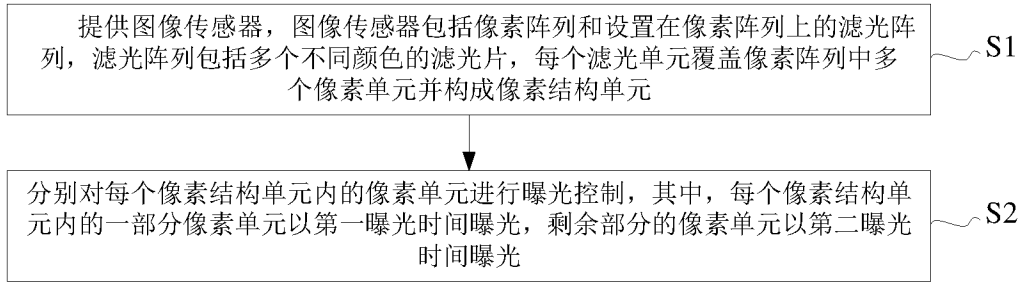 提供图像传感器，图像传感器包括像素阵列和设置在像素阵列上的滤光阵
列，滤光阵列包括多个不同颜色的滤光片，每个滤光单元覆盖像素阵列中多
个像素单元并构成像素结构单元
S1
分别对每个像素结构单元内的像素单元进行曝光控制，其中，每个像素结构单
元内的一部分像素单元以第一曝光时间曝光，剩余部分的像素单元以第二曝光
时间曝光
S2